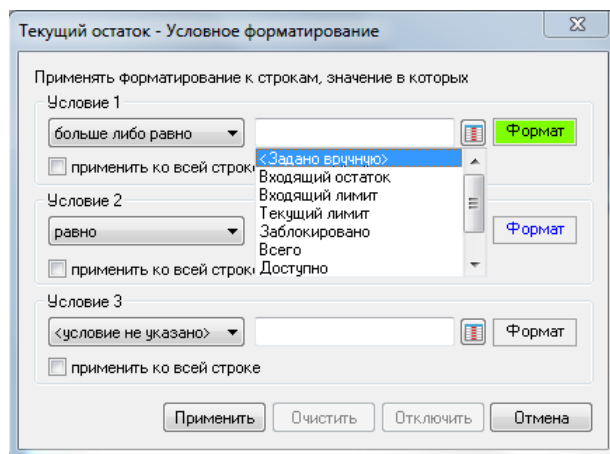 Текущий остаток - Условное форматирование
Применять форматирование к строкам, значение в которых
Условие 1
больше либо равно
Формат
применить ко всей строке
<Задано вручную>
Входящий остаток
Входящий лимит
Текущий лимит
Заблокировано
Всего
Доступно
Условие 2
равно
Формат
применить ко всей строке
Условие 3
<условие не указано>
Формат
применить ко всей строке
Применить
Очистить
Отключить
Отмена